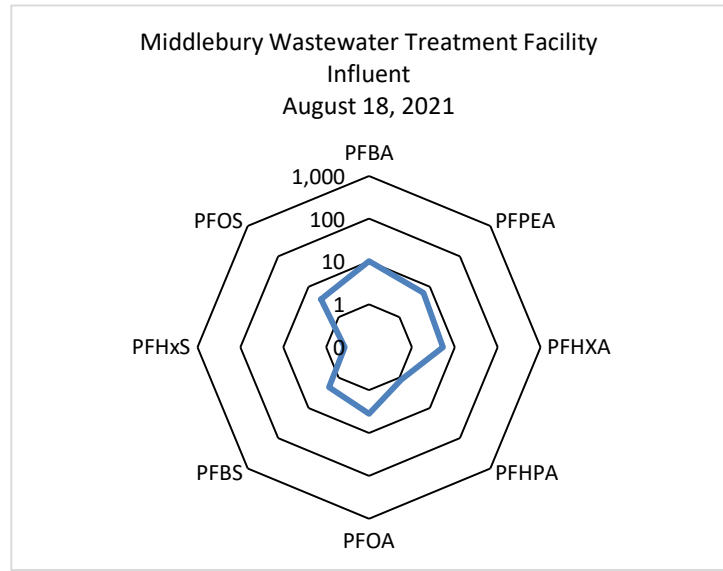 Middlebury Wastewater Treatment Facility
Influent
August 18, 2021
PFBA
1,000
PFOS
100
PFPEA
10
1
PFHxS
0
PFHXA
PFBS
PFHPA
PFOA